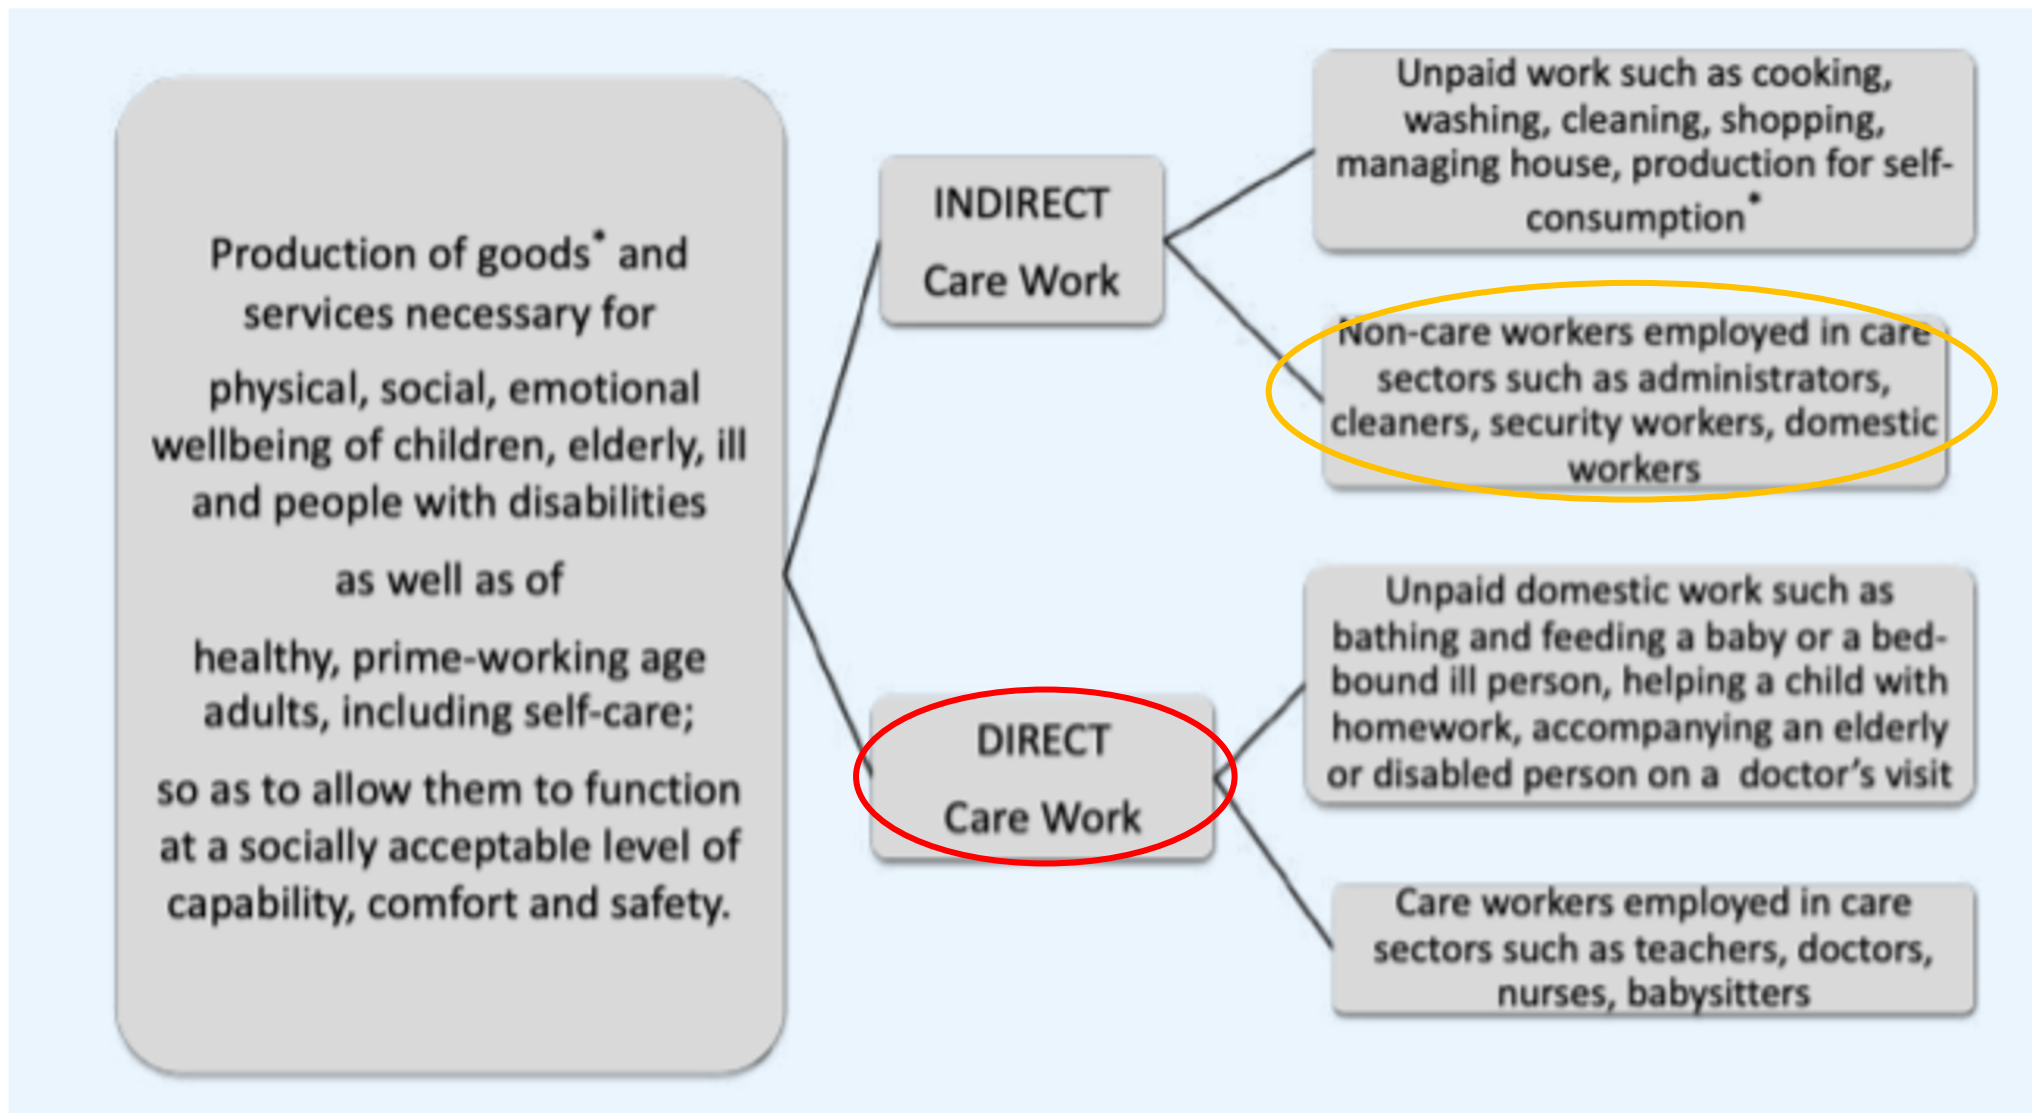 Production of goods* and
services necessary for
physical, social, emotional
wellbeing of children, elderly, ill
and people with disabilities
as well as of
healthy, prime-working age
adults, including self-care;
so as to allow them to function
at a socially acceptable level of
capability, comfort and safety.
INDIRECT
Care Work
Unpaid work such as cooking,
washing, cleaning, shopping,
managing house, production for self-
consumption*
Non-care workers employed in care
sectors such as administrators,
cleaners, security workers, domestic
workers
DIRECT
Care Work
Unpaid domestic work such as
bathing and feeding a baby or a bed-
bound ill person, helping a child with
homework, accompanying an elderly
or disabled person on a doctor's visit
Care workers employed in care
sectors such as teachers, doctors,
nurses, babysitters